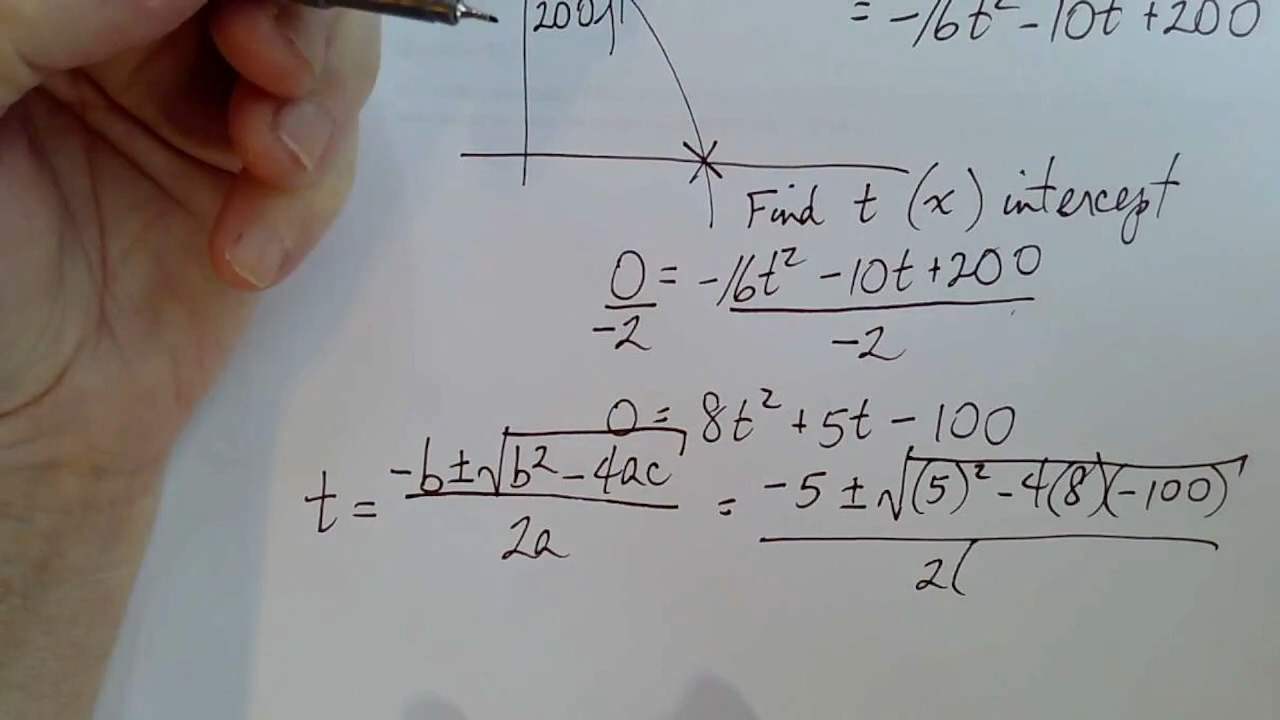 200
= -16t² - 10t + 200
Find t (x) intercept
0 = -16t² - 10t + 200
-2 -2
0 = 8t² + 5t - 100
t = -b ± √b² - 4ac = -5 ± √(5)² - 4(8)(-100)
2a 2(